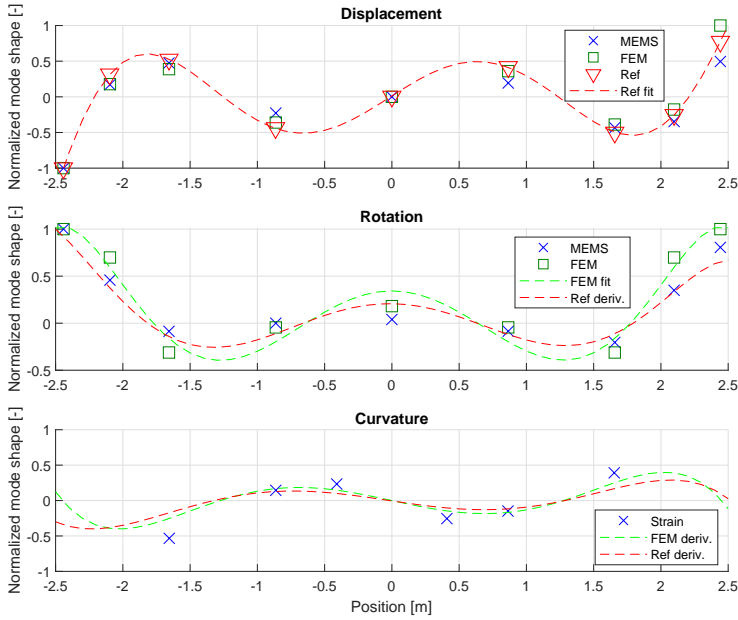 Displacement
Normalized mode shape [-]
1
0.5
0
-0.5
-1
-2.5 -2 -1.5 -1 -0.5 0 0.5 1 1.5 2 2.5
MEMS
FEM
Ref
Ref fit
Rotation
Normalized mode shape [-]
1
0.5
0
-0.5
-2.5 -2 -1.5 -1 -0.5 0 0.5 1 1.5 2 2.5
MEMS
FEM
FEM fit
Ref deriv.
Curvature
Normalized mode shape [-]
1
0.5
0
-0.5
-1
-2.5 -2 -1.5 -1 -0.5 0 0.5 1 1.5 2 2.5
Strain
FEM deriv.
Ref deriv.
Position [m]